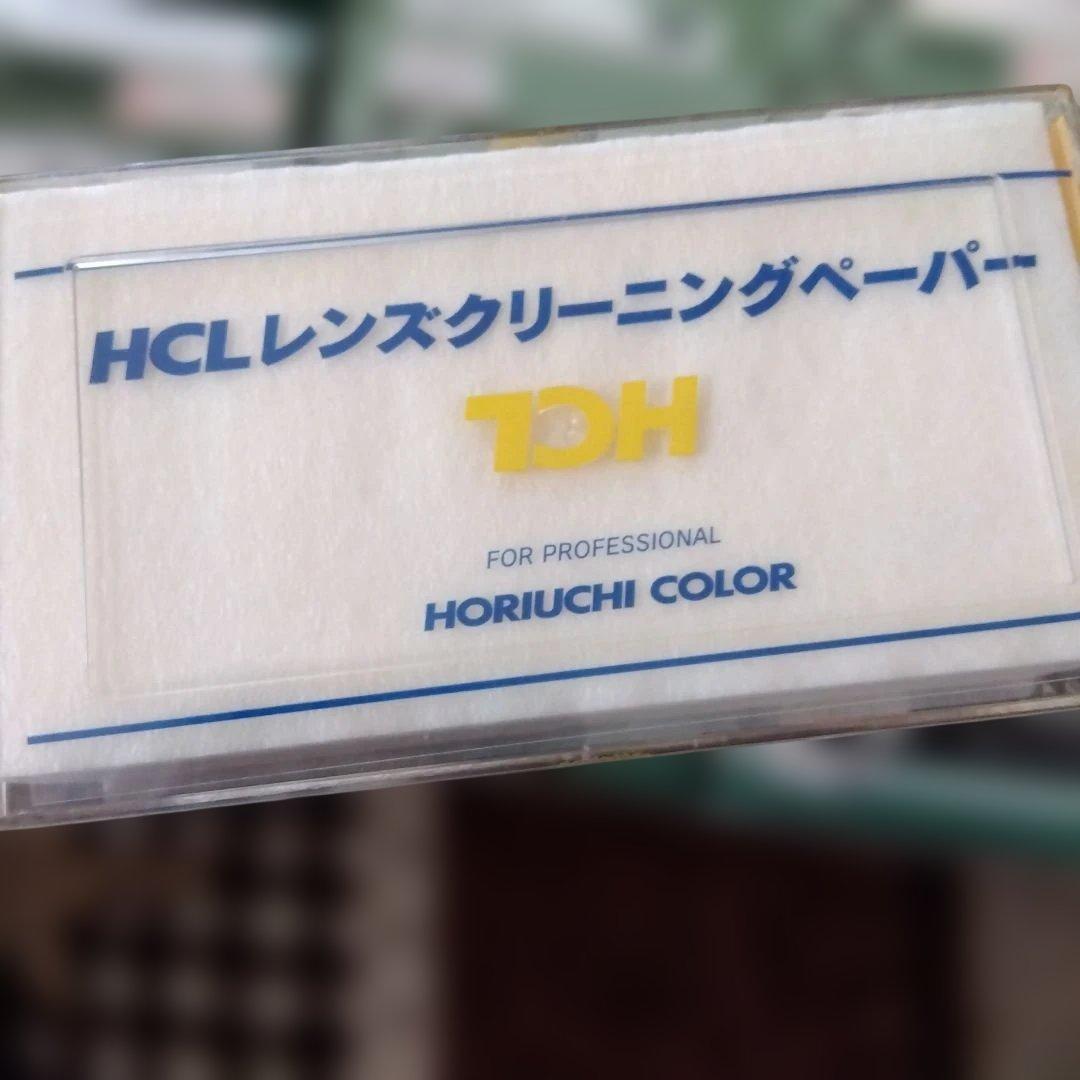 HCLレンズクリーニングペーパー
HCL
FOR PROFESSIONAL
HORIUCHI COLOR